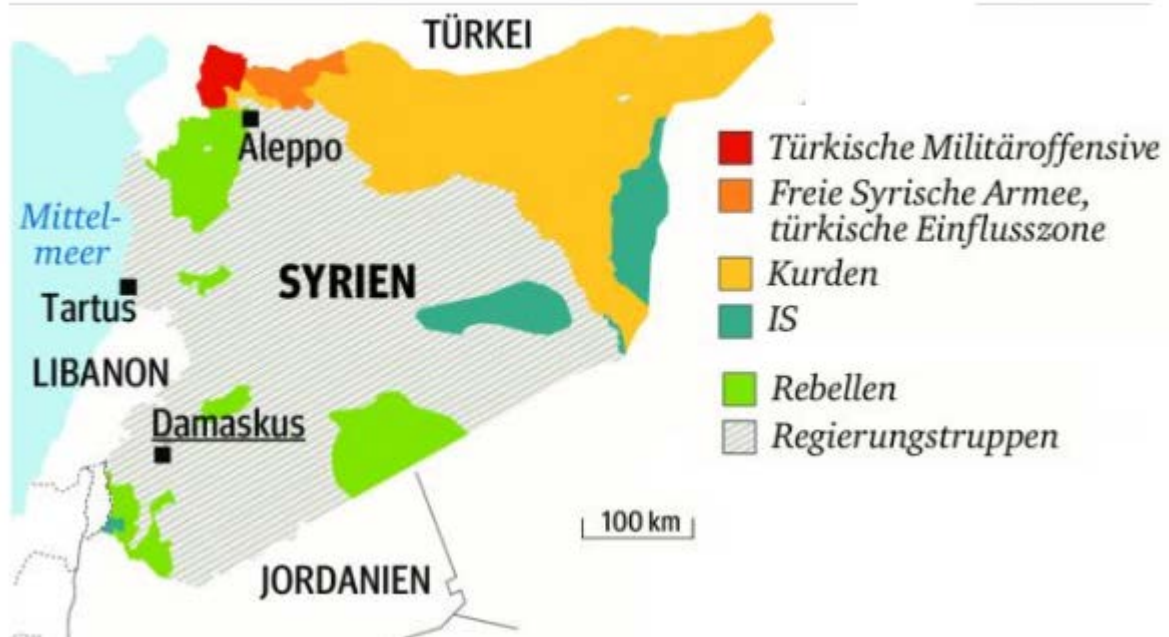 TÜRKEI
Aleppo
Mittel-
meer
SYRIEN
Tartus
LIBANON
Damaskus
JORDANIEN
100 km
Türkische Militäroffensive
Freie Syrische Armee,
türkische Einflusszone
Kurden
IS
Rebellen
Regierungstruppen